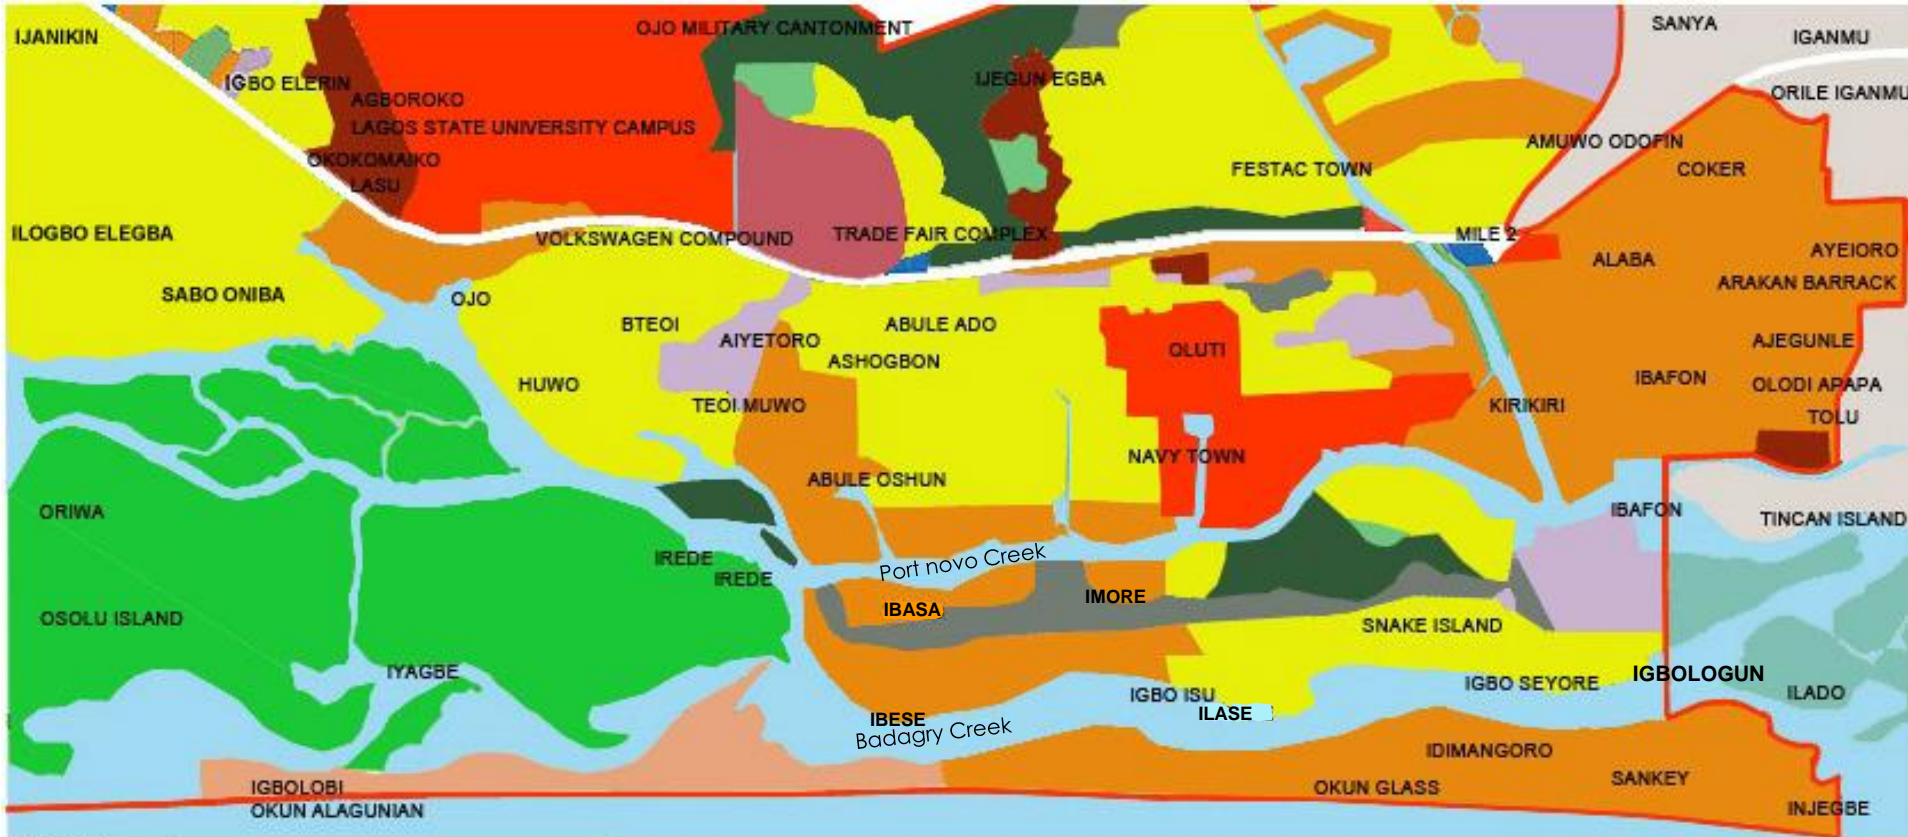 SANYA
OJO MILITARY CANTONMENT
IJANIKIN
IGANMU
IGBO ELERIN
IJEGUN EGBA
ORILE IGANMU
AGBOROKO
LAGOS STATE UNIVERSITY CAMPUS
AMUWO ODOFIN
OKOKOMAIKO
FESTAC TOWN
COKER
LASU
ILOGBO ELEGBA
VOLKSWAGEN COMPOUND
TRADE FAIR COMPLEX
MILE 2
AYEIORO
ALABA
ARAKAN BARRACK
SABO ONIBA
OJO
BTEOI
ABULE ADO
AIYETORO
AJEGUNLE
OLUTI
ASHOGBON
HUWO
IBAFON
OLODI APAPA
TEOI MUWO
KIRIKIRI
TOLU
NAVY TOWN
ABULE OSHUN
ORIWA
IBAFON
TINCAN ISLAND
IREDE
Port novo Creek
IREDE
IMORE
IBASA
OSOLU ISLAND
SNAKE ISLAND
IYAGBE
IGBOLOGUN
IGBO SEYORE
IGBO ISU
ILADO
ILASE
IBESE
Badagry Creek
IDIMANGORO
SANKEY
IGBOLOBI
OKUN GLASS
OKUN ALAGUNIAN
INJEGBE